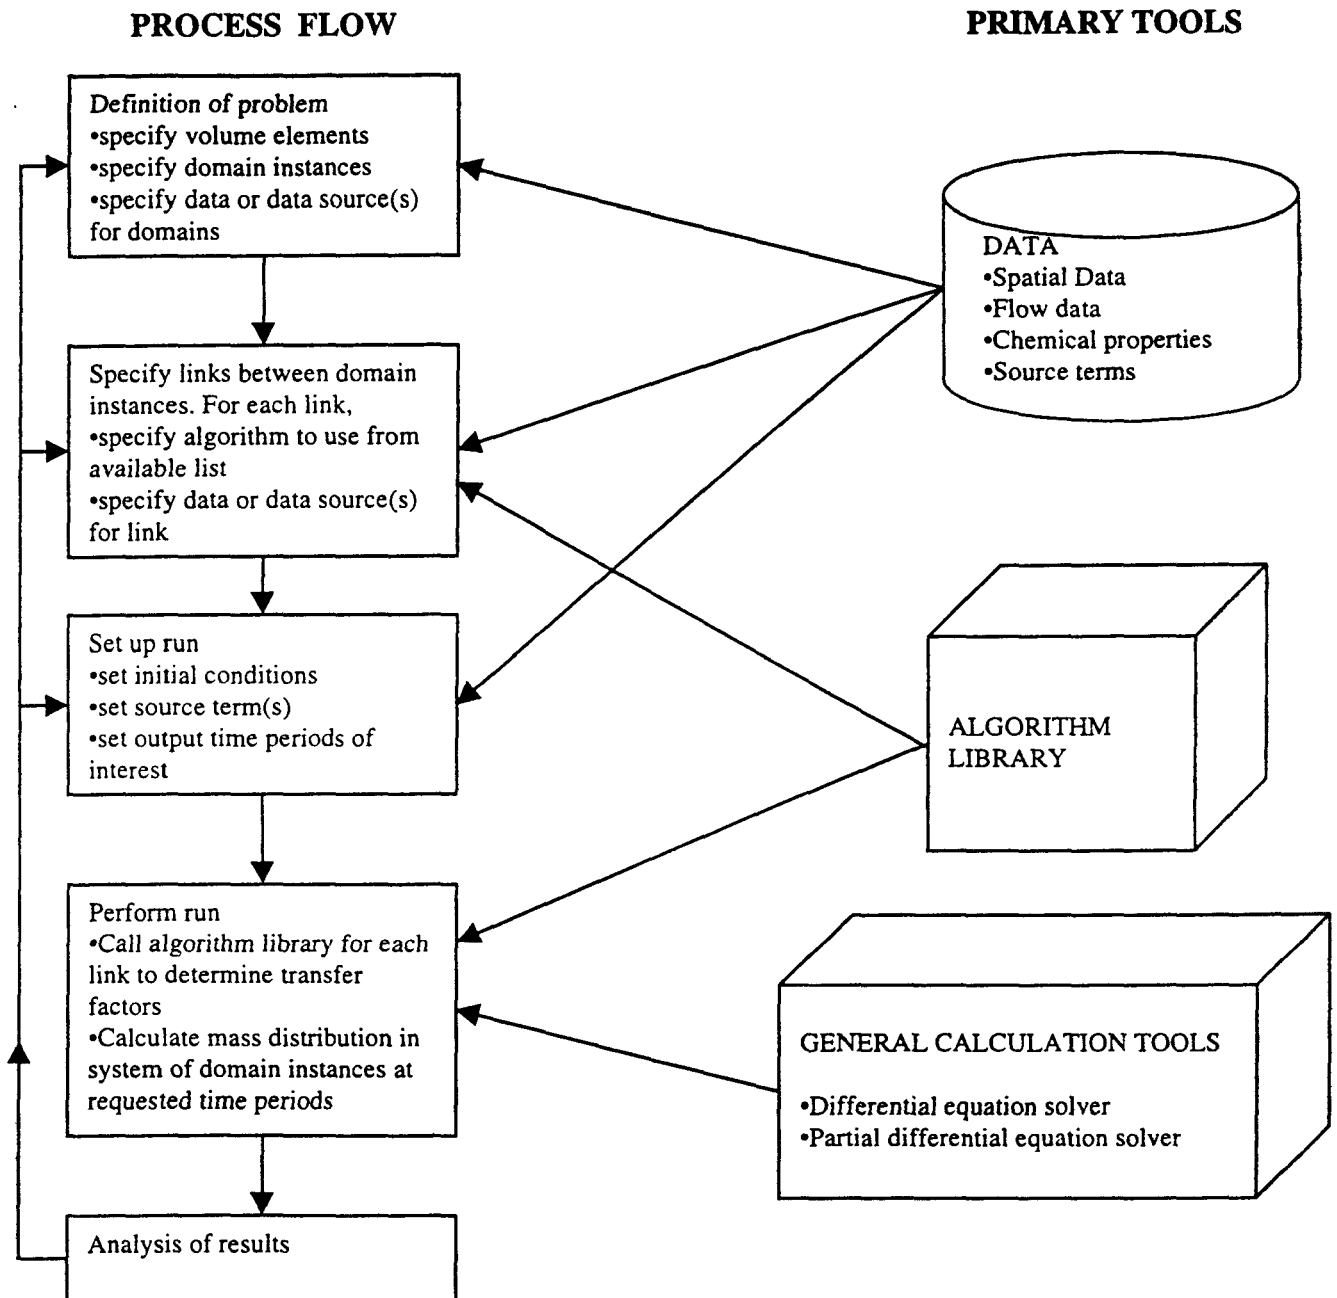 PROCESS FLOW
PRIMARY TOOLS
Definition of problem
•specify volume elements
•specify domain instances
•specify data or data source(s)
for domains
Specify links between domain
instances. For each link,
•specify algorithm to use from
available list
•specify data or data source(s)
for link
Set up run
•set initial conditions
•set source term(s)
•set output time periods of
interest
Perform run
•Call algorithm library for each
link to determine transfer
factors
•Calculate mass distribution in
system of domain instances at
requested time periods
Analysis of results
DATA
•Spatial Data
•Flow data
•Chemical properties
•Source terms
ALGORITHM
LIBRARY
GENERAL CALCULATION TOOLS
•Differential equation solver
•Partial differential equation solver